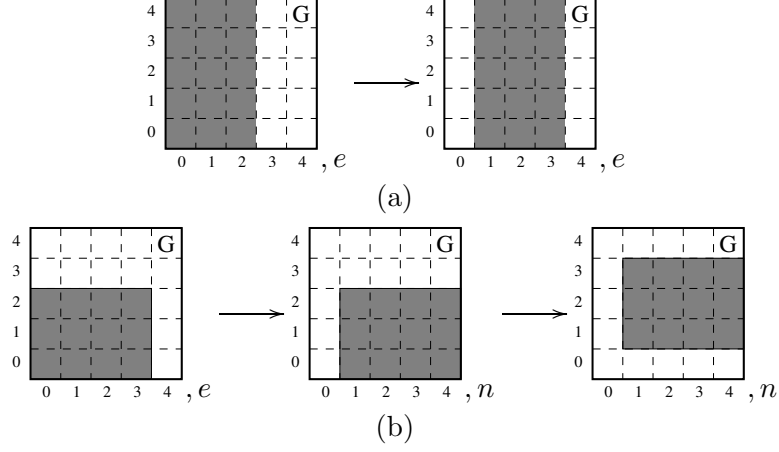 4 G 4 G
3 3
2 2
1 1
0 0
0 1 2 3 4 , e 0 1 2 3 4 , e
(a)
4 G 4 G 4 G
3 3 3
2 2 2
1 1 1
0 0 0
0 1 2 3 4 , e 0 1 2 3 4 , n 0 1 2 3 4 , n
(b)